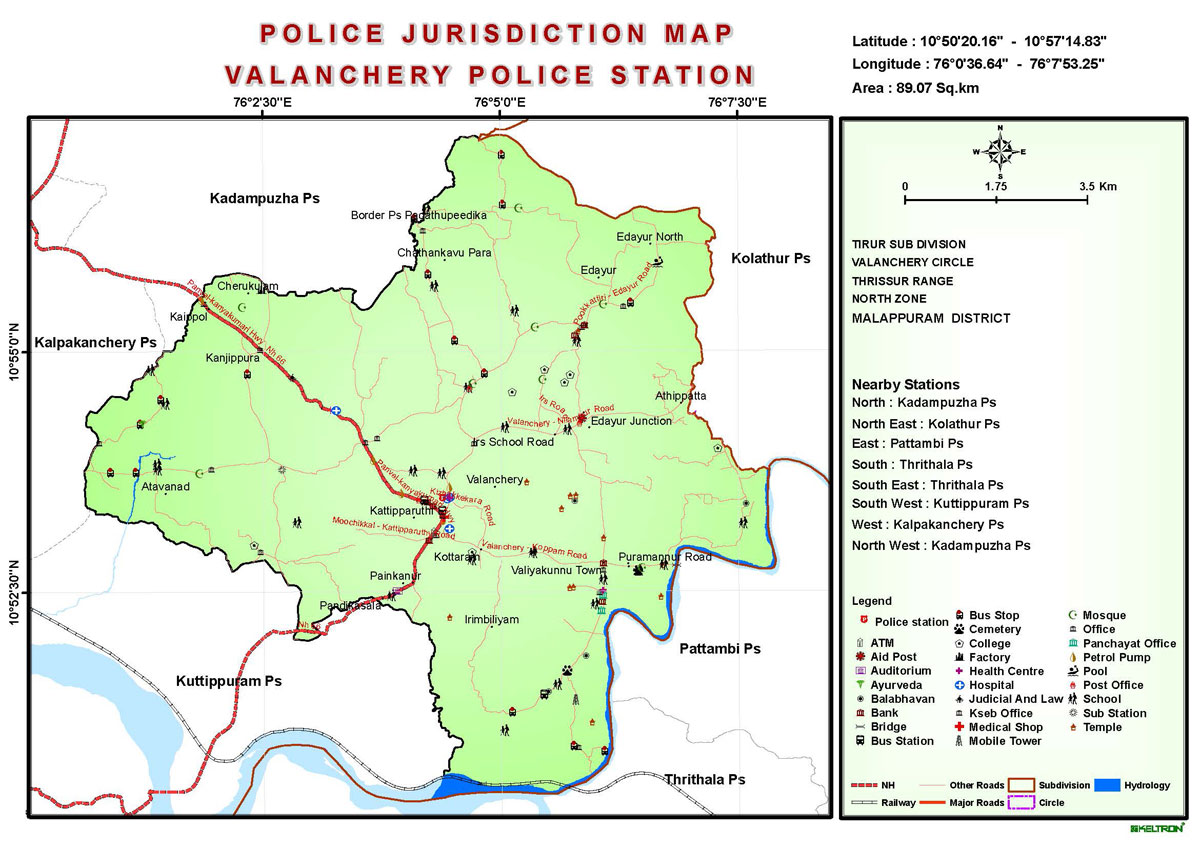 POLICE JURISDICTION MAP
VALANCHERY POLICE STATION
Latitude : 10°50'20.16" - 10°57'14.83"
Longitude : 76°0'36.64" - 76°7'53.25"
Area : 89.07 Sq.km
76°2'30"E
76°5'0"E
76°7'30"E
10°55'0"N
10°52'30"N
Kadampuzha Ps
Border Ps Pagathupeedika
Chathankavu Para
Edayur North
Kolathur Ps
Edayur
Pookkattiri - Edayur Road
Cherukulam
Kaippol
Panvel-kanyakumari Hwy - Nh 66
Kalpakanchery Ps
Kanjippura
Athippatta
Valanchery - Nilambur Road
Edayur Junction
Irs School Road
Atavanad
Valanchery
Road
Kattipparuthi
Moochikkal - Kattipparuthi Road
Valanchery - Koppam Road
Kottaram
Valiyakunnu Town
Puramannur Road
Painkanur
Pandikasala
Irimbiliyam
Pattambi Ps
Kuttippuram Ps
Thrithala Ps
N
W
E
S
0
1.75
3.5 Km
TIRUR SUB DIVISION
VALANCHERY CIRCLE
THRISSUR RANGE
NORTH ZONE
MALAPPURAM DISTRICT
Nearby Stations
North : Kadampuzha Ps
North East : Kolathur Ps
East : Pattambi Ps
South : Thrithala Ps
South East : Thrithala Ps
South West : Kuttippuram Ps
West : Kalpakanchery Ps
North West : Kadampuzha Ps
Legend
Police station
ATM
Aid Post
Auditorium
Ayurveda
Balabhavan
Bank
Bridge
Bus Station
Bus Stop
Cemetery
College
Factory
Health Centre
Hospital
Judicial And Law
Kseb Office
Medical Shop
Mobile Tower
Mosque
Office
Panchayat Office
Petrol Pump
Pool
Post Office
School
Sub Station
Temple
NH
Other Roads
Subdivision
Hydrology
Railway
Major Roads
Circle
KELTRON